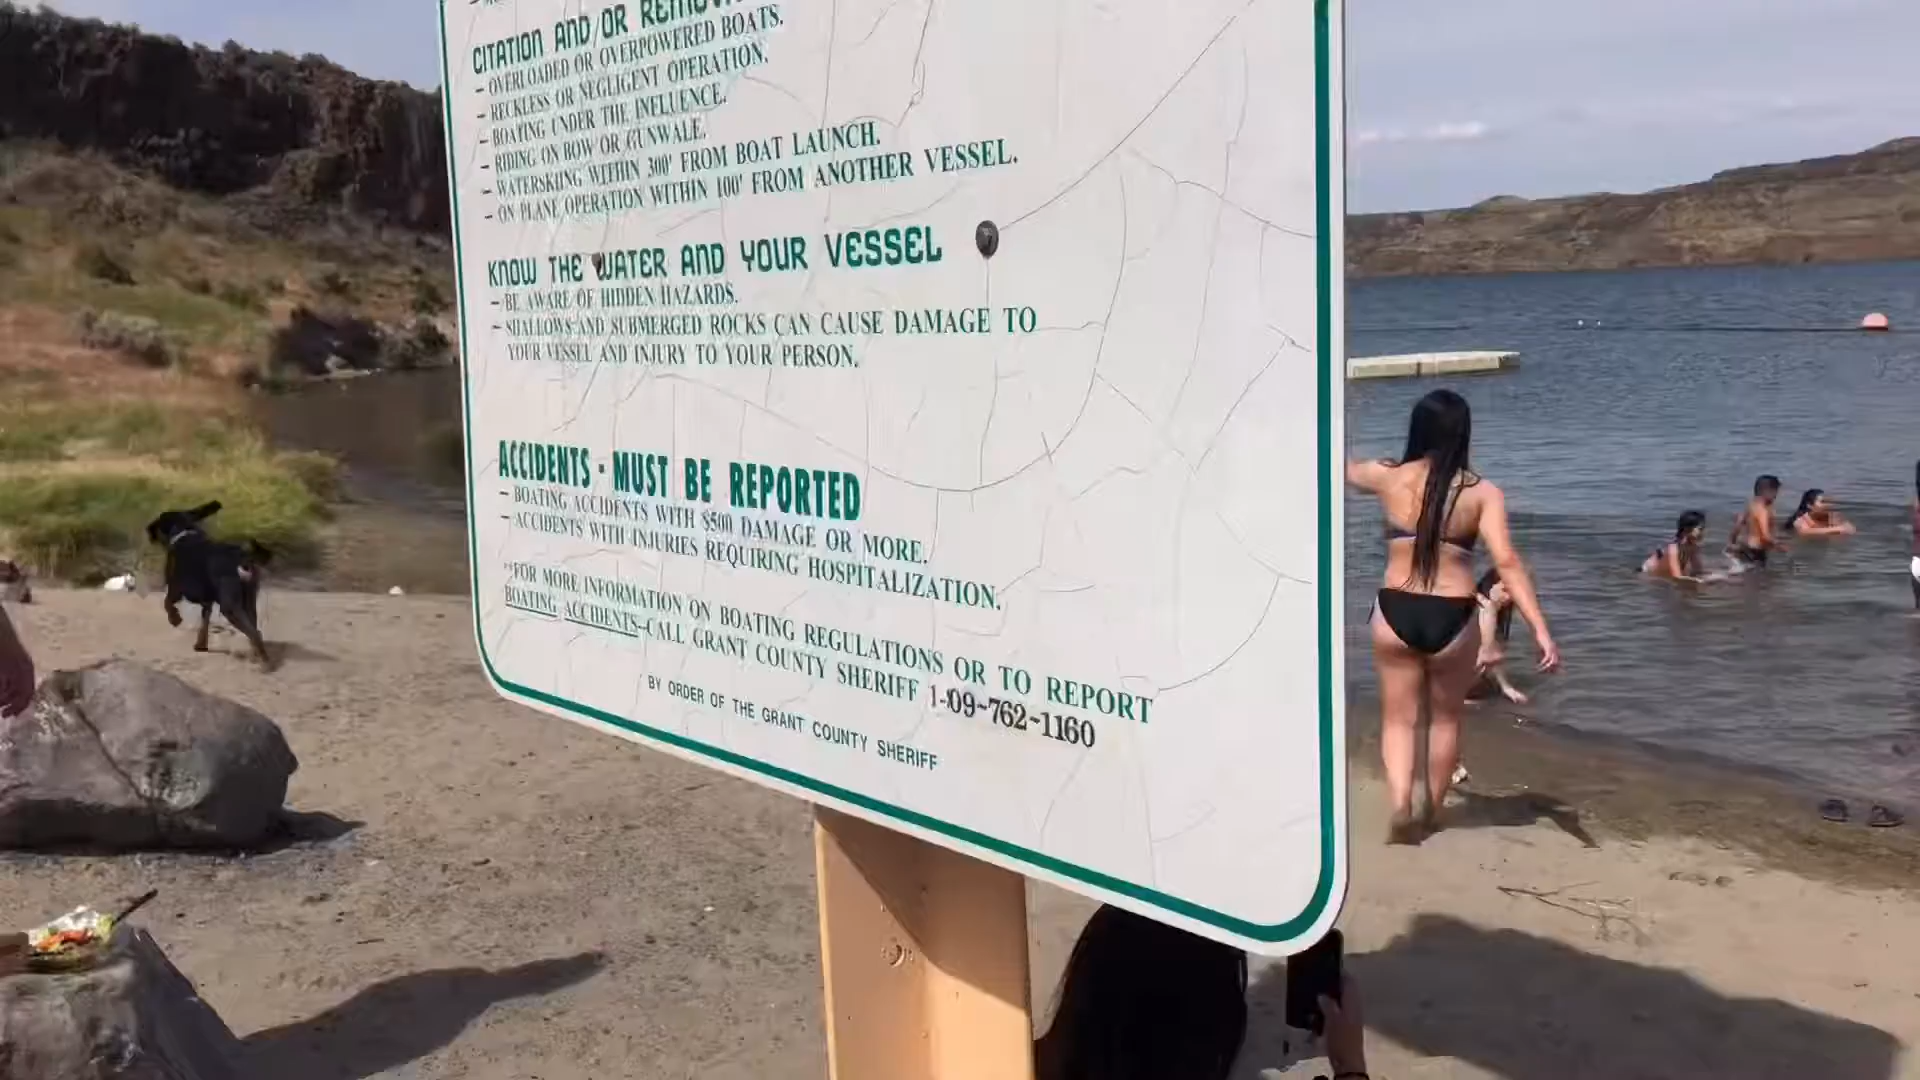 CITATION AND/OR
- OVERLOADED OR OVERPOWERED BOATS.
- RECKLESS OR NEGLIGENT OPERATION.
- BOATING UNDER THE INFLUENCE.
- RIDING ON BOW OR GUNWALE.
- WATERSKIING WITHIN 300' FROM BOAT LAUNCH.
- ON PLANE OPERATION WITHIN 100' FROM ANOTHER VESSEL.
KNOW THE WATER AND YOUR VESSEL
- BE AWARE OF HIDDEN HAZARDS.
- SHALLOWS AND SUBMERGED ROCKS CAN CAUSE DAMAGE TO
YOUR VESSEL AND INJURY TO YOUR PERSON.
ACCIDENTS - MUST BE REPORTED
- BOATING ACCIDENTS WITH $500 DAMAGE OR MORE.
- ACCIDENTS WITH INJURIES REQUIRING HOSPITALIZATION.
**FOR MORE INFORMATION ON BOATING REGULATIONS OR TO REPORT
BOATING ACCIDENTS-CALL GRANT COUNTY SHERIFF 1-09-762-1160
BY ORDER OF THE GRANT COUNTY SHERIFF